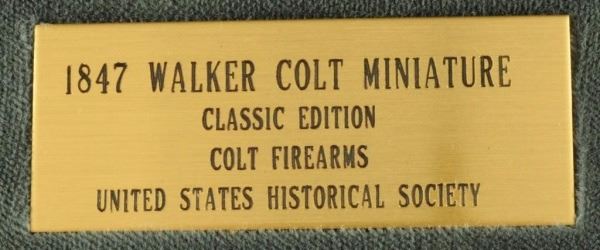 1847 WALKER COLT MINIATURE
CLASSIC EDITION
COLT FIREARMS
UNITED STATES HISTORICAL SOCIETY